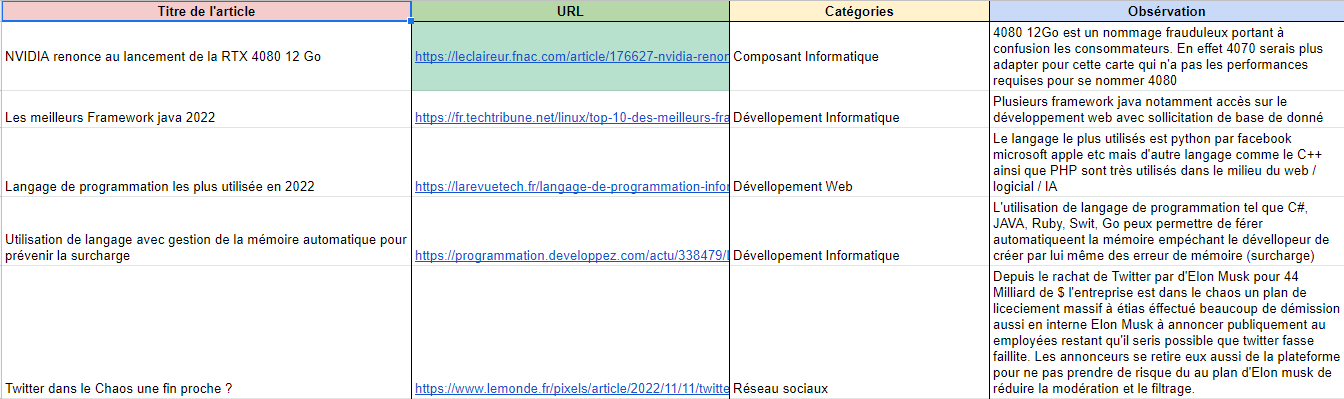 Titre de l'article
URL
Catégories
Obsérvation
NVIDIA renonce au lancement de la RTX 4080 12 Go
https://leclaireur.fnac.com/article/176627-nvidia-renon
Composant Informatique
4080 12Go est un nommage frauduleux portant à
confusion les consommateurs. En effet 4070 serais plus
adapter pour cette carte qui n'a pas les performances
requises pour se nommer 4080
Les meilleurs Framework java 2022
https://fr.techtribune.net/linux/top-10-des-meilleurs-fra
Dévellopement Informatique
Plusieurs framework java notamment accès sur le
développement web avec sollicitation de base de donné
Langage de programmation les plus utilisée en 2022
https://larevuetech.fr/langage-de-programmation-infor
Dévellopement Web
Le langage le plus utilisés est python par facebook
microsoft apple etc mais d'autre langage comme le C++
ainsi que PHP sont très utilisés dans le milieu du web /
logicial / IA
Utilisation de langage avec gestion de la mémoire automatique pour
prévenir la surcharge
https://programmation.developpez.com/actu/338479/
Dévellopement Informatique
L'utilisation de langage de programmation tel que C#,
JAVA, Ruby, Swit, Go peux permettre de férer
automatiqueent la mémoire empéchant le dévellopeur de
créer par lui même des erreur de mémoire (surcharge)
Twitter dans le Chaos une fin proche ?
https://www.lemonde.fr/pixels/article/2022/11/11/twitte
Réseau sociaux
Depuis le rachat de Twitter par d'Elon Musk pour 44
Milliard de $ l'entreprise est dans le chaos un plan de
liceciement massif à étias éffectué beaucoup de démission
aussi en interne Elon Musk à annoncer publiquement au
employées restant qu'il seris possible que twitter fasse
faillite. Les annonceurs se retire eux aussi de la plateforme
pour ne pas prendre de risque du au plan d'Elon musk de
réduire la modération et le filtrage.